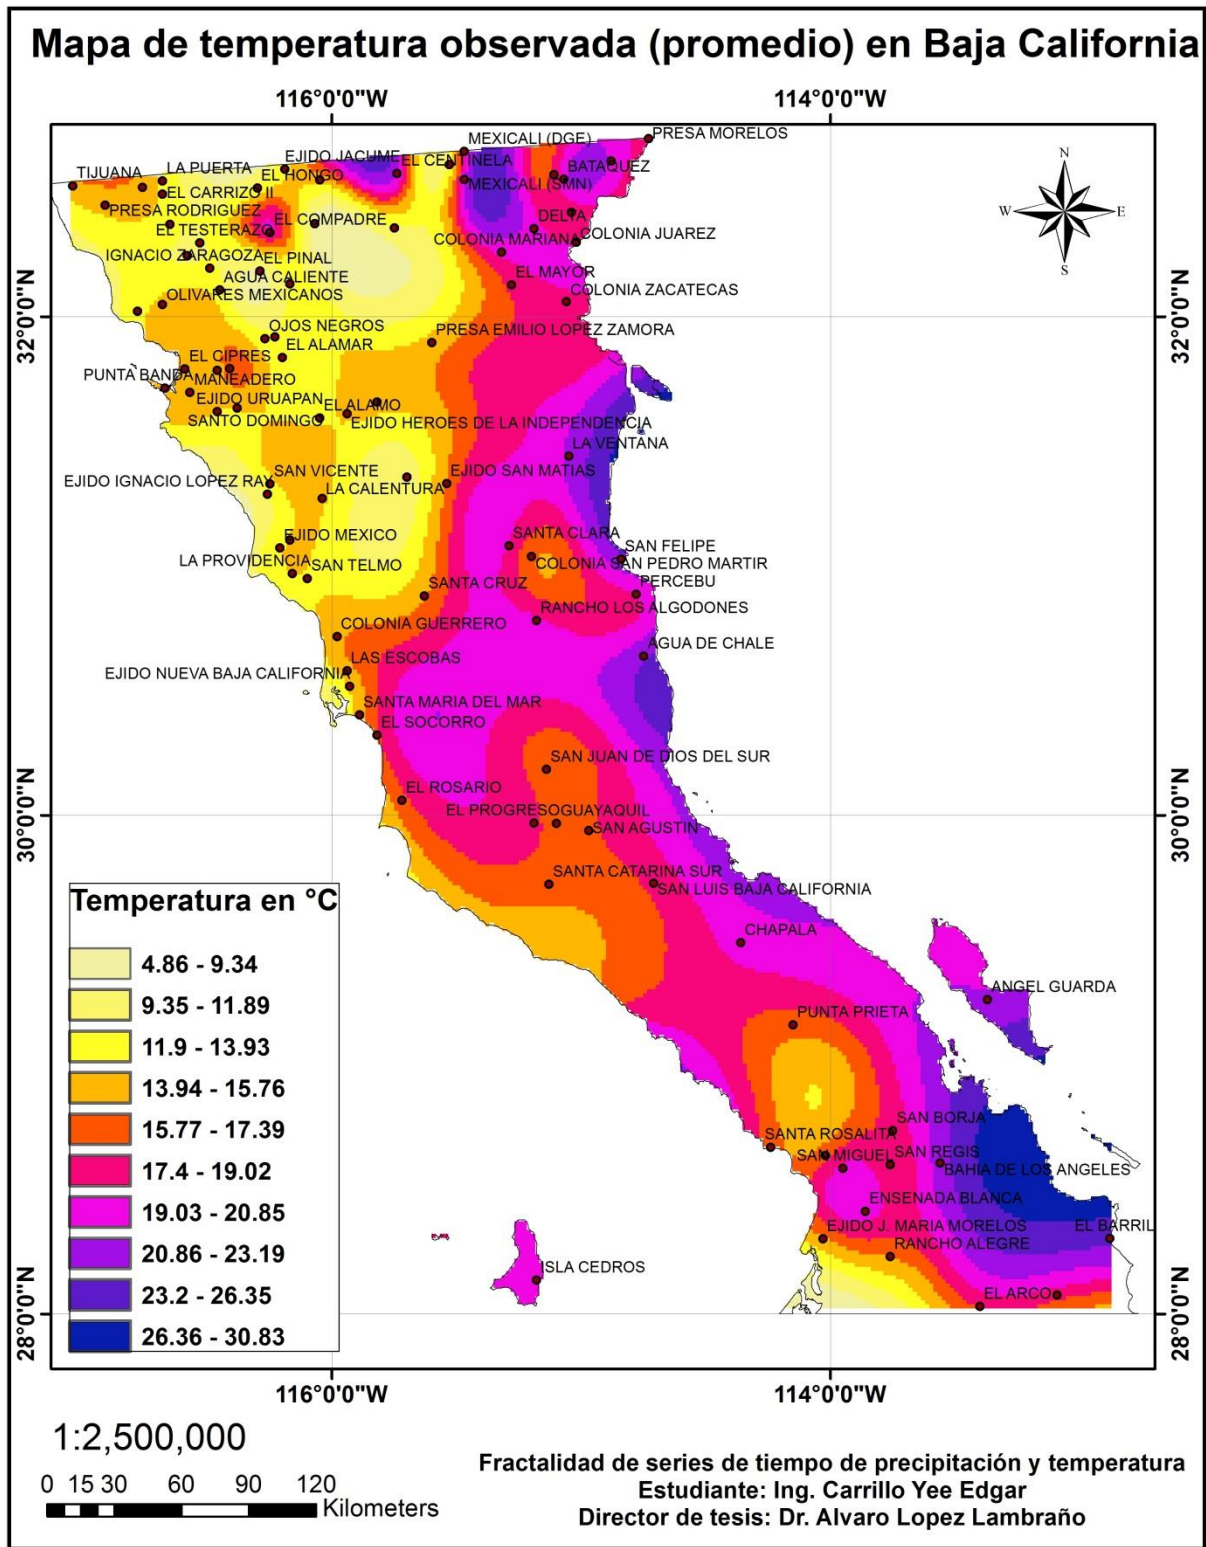 Mapa de temperatura observada (promedio) en Baja California
116°0'0"W
114°0'0"W
MEXICALI (DGE)
PRESA MORELOS
EJIDO JACUME
LA PUERTA
EL CENTINELA
BATAQUEZ
TIJUANA
EL HONGO
MEXICALI (SMN)
EL CARRIZO II
PRESA RODRIGUEZ
EL COMPADRE
DELTA
EL TESTERAZO
COLONIA MARIANA
COLONIA JUAREZ
IGNACIO ZARAGOZA
EL PINAL
AGUA CALIENTE
EL MAYOR
OLIVARES MEXICANOS
COLONIA ZACATECAS
32°0'0"N
32°0'0"N
OJOS NEGROS
PRESA EMILIO LOPEZ ZAMORA
EL ALAMAR
EL CIPRES
PUNTA BANDA
MANEADERO
EJIDO URUAPAN
EL ALAMO
SANTO DOMINGO
EJIDO HEROES DE LA INDEPENDENCIA
LA VENTANA
SAN VICENTE
EJIDO SAN MATIAS
EJIDO IGNACIO LOPEZ RAY
LA CALENTURA
EJIDO MEXICO
SANTA CLARA
SAN FELIPE
LA PROVIDENCIA
SAN TELMO
COLONIA SAN PEDRO MARTIR
SANTA CRUZ
PERCEBU
RANCHO LOS ALGODONES
COLONIA GUERRERO
AGUA DE CHALE
LAS ESCOBAS
EJIDO NUEVA BAJA CALIFORNIA
SANTA MARIA DEL MAR
EL SOCORRO
SAN JUAN DE DIOS DEL SUR
EL ROSARIO
EL PROGRESO
GUAYAQUIL
30°0'0"N
30°0'0"N
SAN AGUSTIN
SANTA CATARINA SUR
SAN LUIS BAJA CALIFORNIA
CHAPALA
ANGEL GUARDA
PUNTA PRIETA
SAN BORJA
SANTA ROSALITA
SAN MIGUEL
SAN REGIS
BAHIA DE LOS ANGELES
ENSENADA BLANCA
EJIDO J. MARIA MORELOS
EL BARRIL
RANCHO ALEGRE
ISLA CEDROS
EL ARCO
28°0'0"N
28°0'0"N
N
W
E
S
Temperatura en °C
4.86 - 9.34
9.35 - 11.89
11.9 - 13.93
13.94 - 15.76
15.77 - 17.39
17.4 - 19.02
19.03 - 20.85
20.86 - 23.19
23.2 - 26.35
26.36 - 30.83
116°0'0"W
114°0'0"W
1:2,500,000
0 15 30 60 90 120
Kilometers
Fractalidad de series de tiempo de precipitación y temperatura
Estudiante: Ing. Carrillo Yee Edgar
Director de tesis: Dr. Alvaro Lopez Lambraño